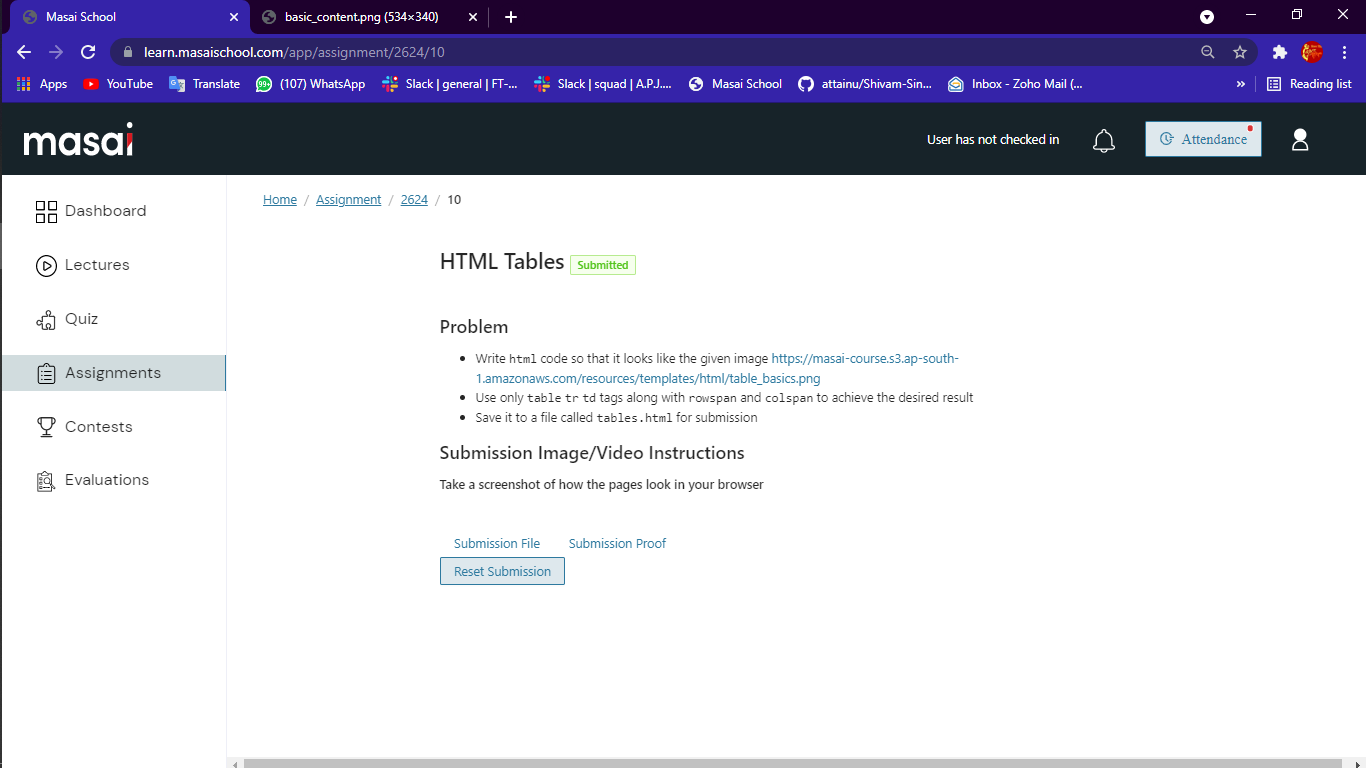 Masai School
basic_content.png (534×340)
learn.masaischool.com/app/assignment/2624/10
Apps YouTube Translate 99+ (107) WhatsApp Slack | general | FT-... Slack | squad | A.P.J.... Masai School attainu/Shivam-Sin... Inbox - Zoho Mail (... » Reading list
masai
User has not checked in Attendance
Dashboard
Lectures
Quiz
Assignments
Contests
Evaluations
Home / Assignment / 2624 / 10
HTML Tables Submitted
Problem
• Write html code so that it looks like the given image https://masai-course.s3.ap-south-
1.amazonaws.com/resources/templates/html/table_basics.png
• Use only table tr td tags along with rowspan and colspan to achieve the desired result
• Save it to a file called tables.html for submission
Submission Image/Video Instructions
Take a screenshot of how the pages look in your browser
Submission File Submission Proof
Reset Submission